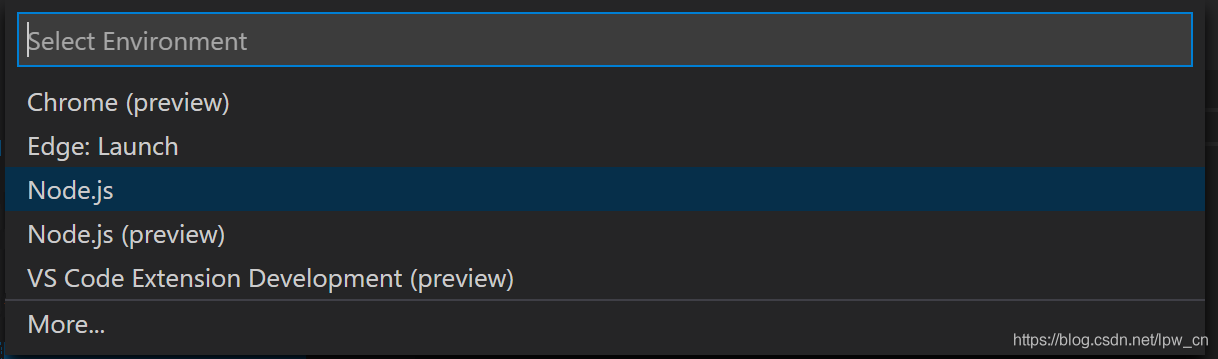 Select Environment
Chrome (preview)
Edge: Launch
Node.js
Node.js (preview)
VS Code Extension Development (preview)
More...
https://blog.csdn.net/lpw_cn